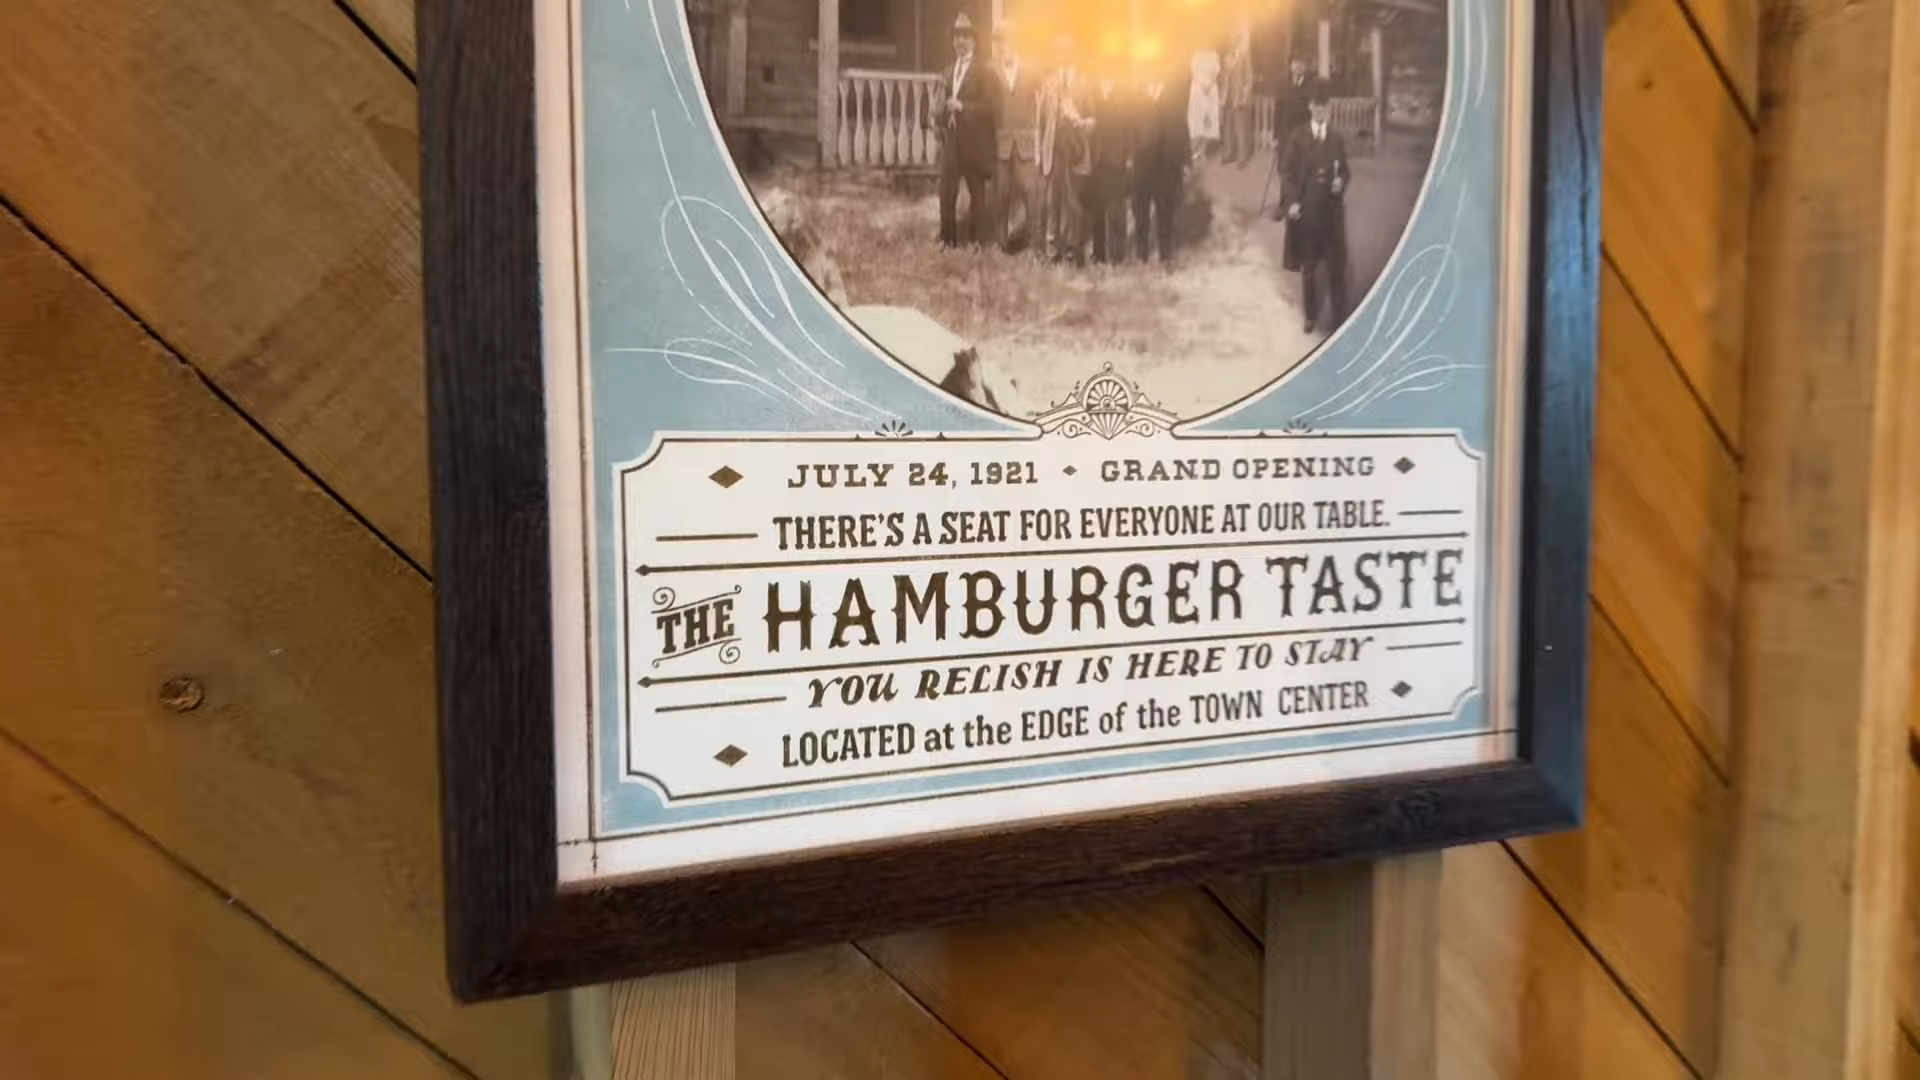 JULY 24, 1921 GRAND OPENING
THERE'S A SEAT FOR EVERYONE AT OUR TABLE.
THE HAMBURGER TASTE
YOU RELISH IS HERE TO STAY
LOCATED at the EDGE of the TOWN CENTER